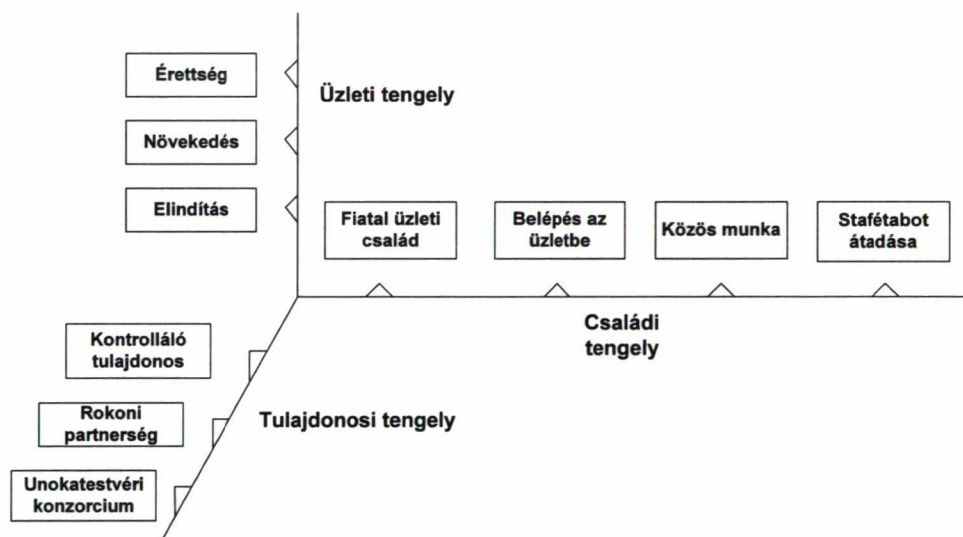 Érettség
Üzleti tengely
Növekedés
Elindítás
Fiatal üzleti
család
Belépés az
üzletbe
Közös munka
Stafétabot
átadása
Családi
tengely
Kontrolláló
tulajdonos
Rokoni
partnerség
Tulajdonosi tengely
Unokatestvéri
konzorcium